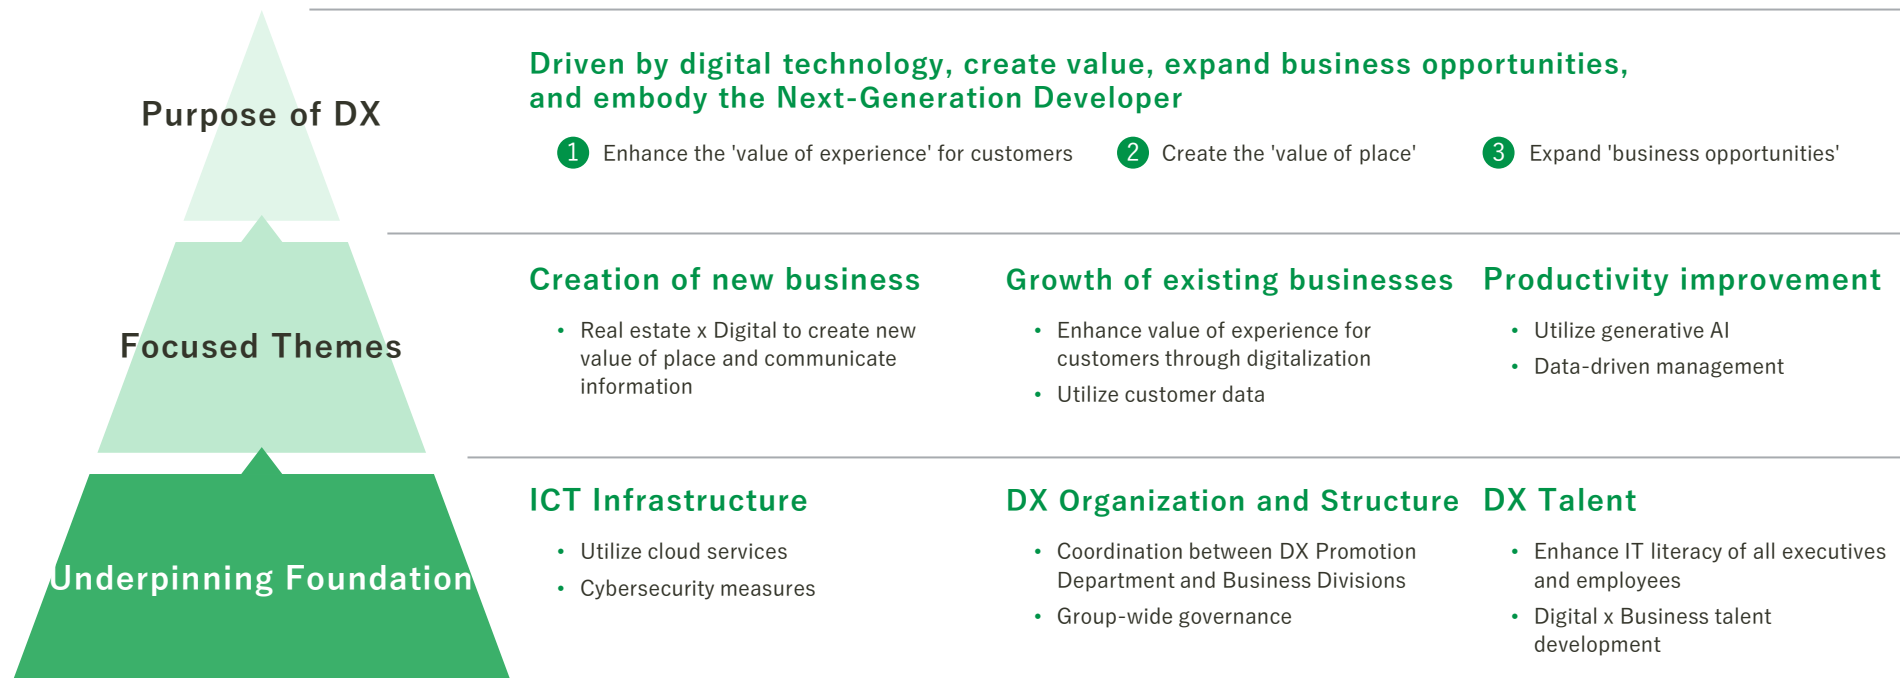 Purpose of DX
Driven by digital technology, create value, expand business opportunities,
and embody the Next-Generation Developer
1 Enhance the 'value of experience' for customers
2 Create the 'value of place'
3 Expand 'business opportunities'
Focused Themes
Creation of new business
• Real estate x Digital to create new
value of place and communicate
information
Growth of existing businesses
• Enhance value of experience for
customers through digitalization
• Utilize customer data
Productivity improvement
• Utilize generative AI
• Data-driven management
Underpinning Foundation
ICT Infrastructure
• Utilize cloud services
• Cybersecurity measures
DX Organization and Structure
• Coordination between DX Promotion
Department and Business Divisions
• Group-wide governance
DX Talent
• Enhance IT literacy of all executives
and employees
• Digital x Business talent
development